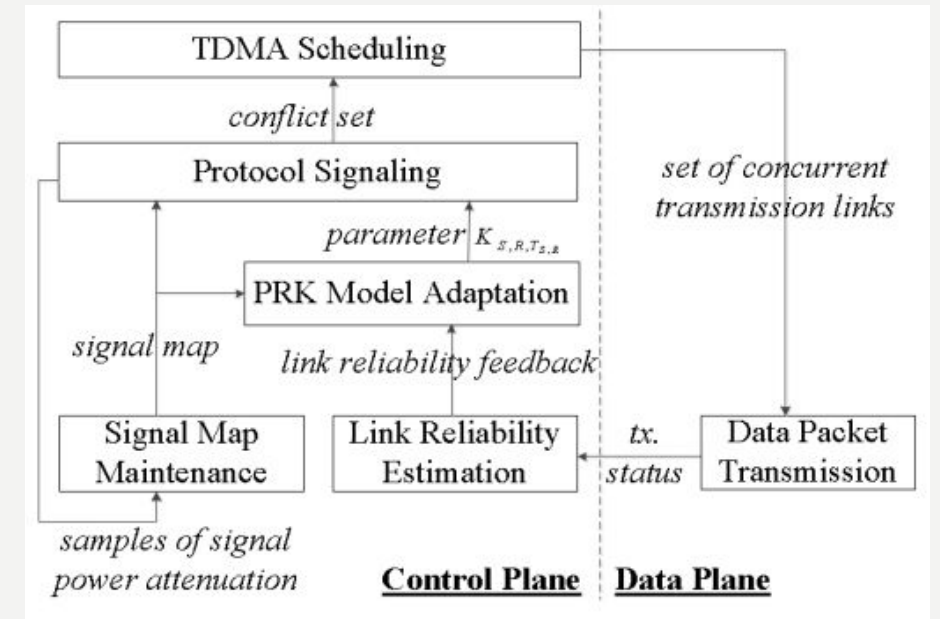 TDMA Scheduling
conflict set
Protocol Signaling
set of concurrent
transmission links
parameter K S,R,T S,R
PRK Model Adaptation
signal map
link reliability feedback
Signal Map
Maintenance
Link Reliability
Estimation
tx.
status
Data Packet
Transmission
samples of signal
power attenuation
Control Plane
Data Plane